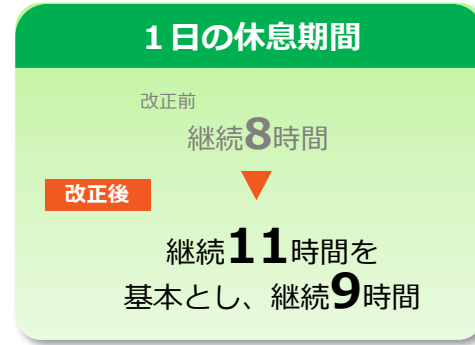 1日の休息期間
改正前
継続8時間
改正後
継続11時間を
基本とし、継続9時間